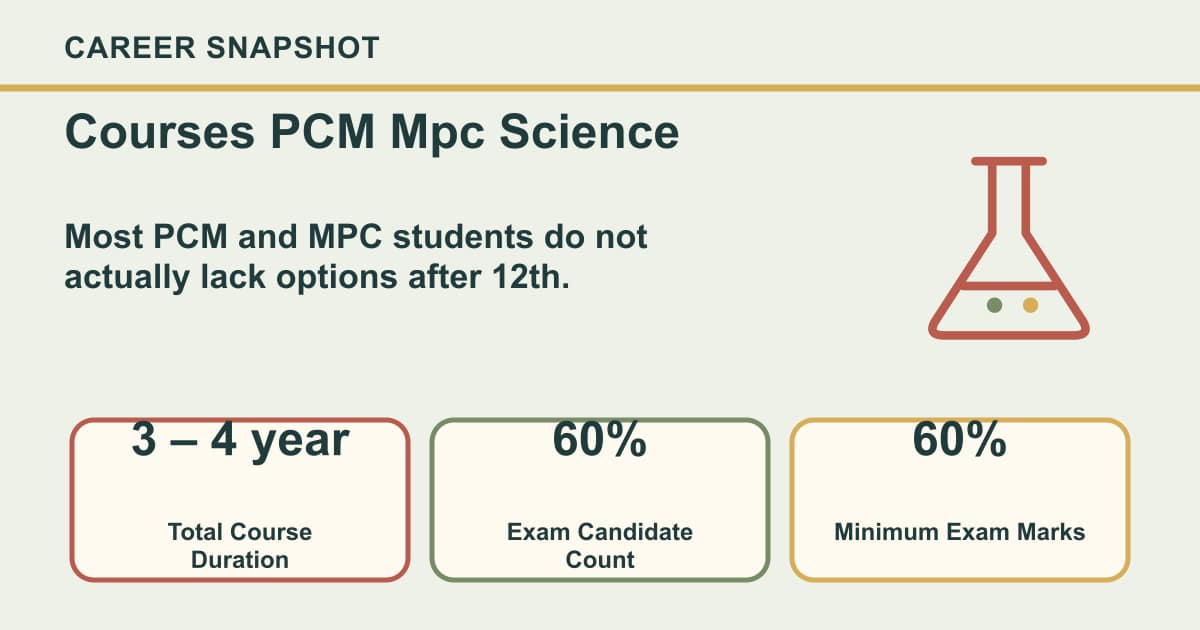 CAREER SNAPSHOT
Courses PCM Mpc Science
Most PCM and MPC students do not
actually lack options after 12th.
3 – 4 year
Total Course
Duration
60%
Exam Candidate
Count
60%
Minimum Exam Marks